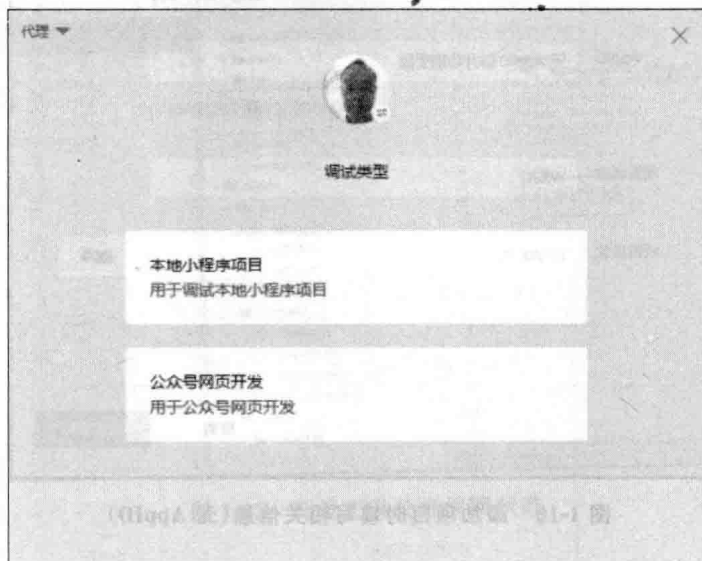 代理
调试类型
本地小程序项目
用于调试本地小程序项目
公众号网页开发
用于公众号网页开发